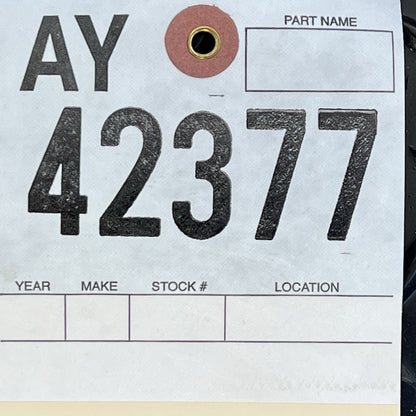 AY
PART NAME
42377
YEAR MAKE STOCK # LOCATION